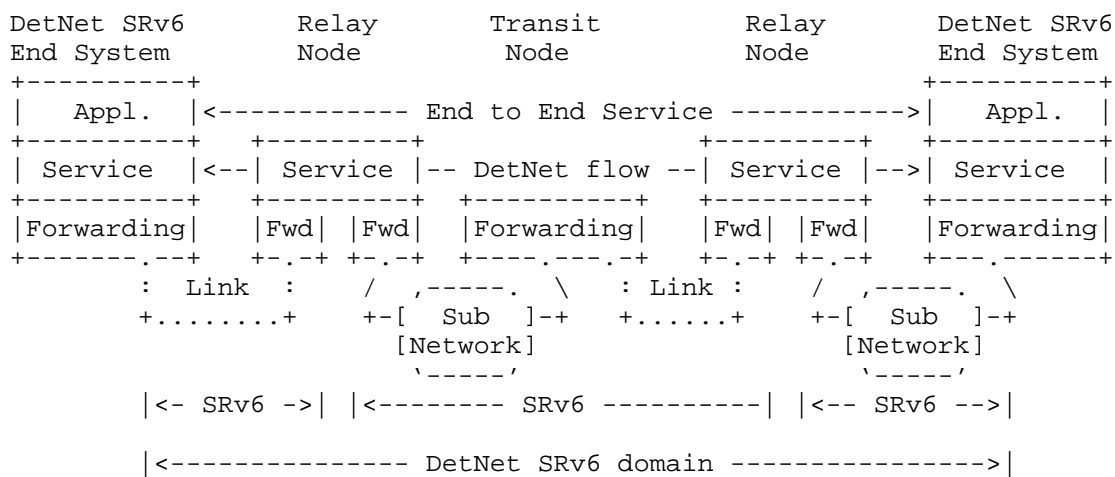 DetNet SRv6       Relay         Transit         Relay       DetNet SRv6
End System        Node           Node           Node         End System
+----------+                                               +----------+
|   Appl.  |<------------ End to End Service ----------->|   Appl.  |
+----------+   +---------+                   +---------+   +----------+
| Service  |<--| Service |-- DetNet flow --| Service |-->| Service  |
+----------+   +---------+   +----------+   +---------+   +----------+
|Forwarding|   |Fwd| |Fwd|   |Forwarding|   |Fwd| |Fwd|   |Forwarding|
+-------.--+   +-.-+ +-.-+   +----.---.-+   +-.-+ +-.-+   +---.------+
:  Link  :     /  ,-----.  \   : Link :     /  ,-----.  \
+........+     +-[  Sub  ]-+   +......+     +-[  Sub  ]-+
[Network]                   [Network]
`-----'                     `-----'
|<- SRv6 ->| |<-------- SRv6 ----------| |<-- SRv6 -->|
|<--------------- DetNet SRv6 domain ---------------->|